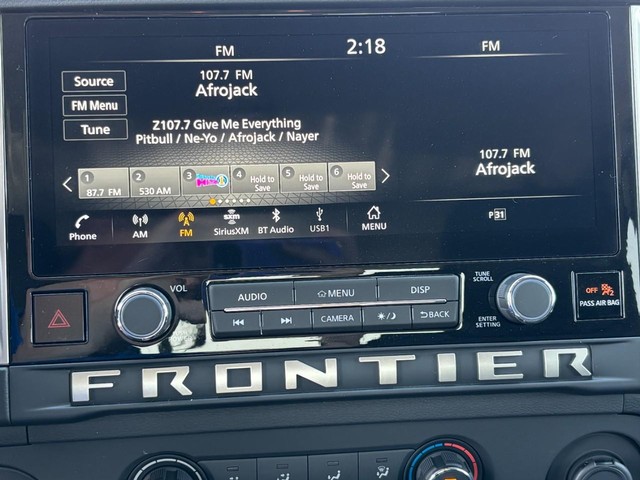 FM
2:18
FM
Source
107.7 FM
Afrojack
FM Menu
Tune
Z107.7 Give Me Everything
Pitbull / Ne-Yo / Afrojack / Nayer
107.7 FM
Afrojack
1
87.7 FM
2
530 AM
3
4
Hold to
Save
5
Hold to
Save
6
Hold to
Save
Phone
AM
FM
sxm
SiriusXM
BT Audio
USB1
MENU
P 31
VOL
AUDIO
MENU
DISP
CAMERA
BACK
TUNE
SCROLL
ENTER
SETTING
OFF
2
PASS AIR BAG
FRONTIER